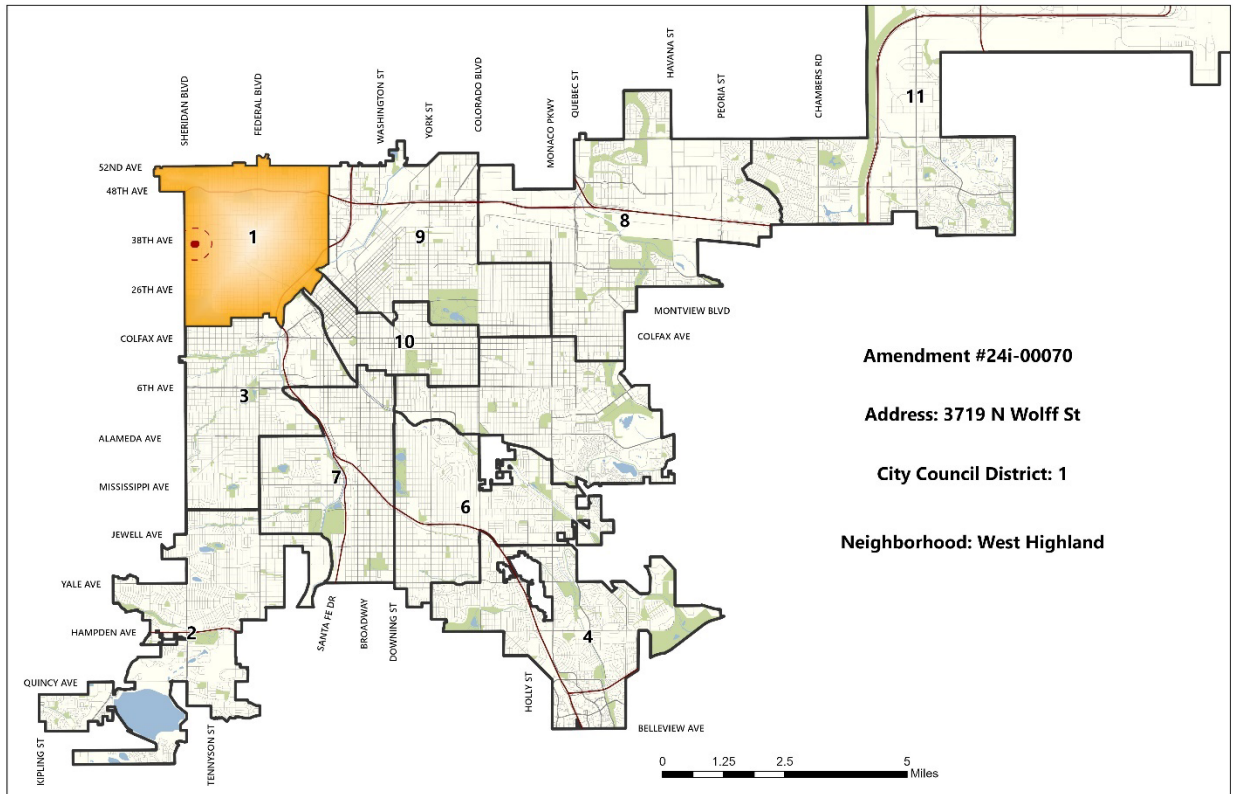 SHERIDAN BLVD
FEDERAL BLVD
WASHINGTON ST
YORK ST
COLORADO BLVD
MONACO PKWY
QUEBEC ST
HAVANA ST
PEORIA ST
CHAMBERS RD
11
52ND AVE
48TH AVE
38TH AVE
26TH AVE
COLFAX AVE
6TH AVE
ALAMEDA AVE
MISSISSIPPI AVE
JEWELL AVE
YALE AVE
HAMPDEN AVE
QUINCY AVE
1
9
8
10
3
7
6
2
4
MONTVIEW BLVD
COLFAX AVE
Amendment #24i-00070
Address: 3719 N Wolff St
City Council District: 1
Neighborhood: West Highland
SANTA FE DR
BROADWAY
DOWNING ST
HOLLY ST
BELLEVIEW AVE
KIPLING ST
TENNYSON ST
0 1.25 2.5 5
Miles